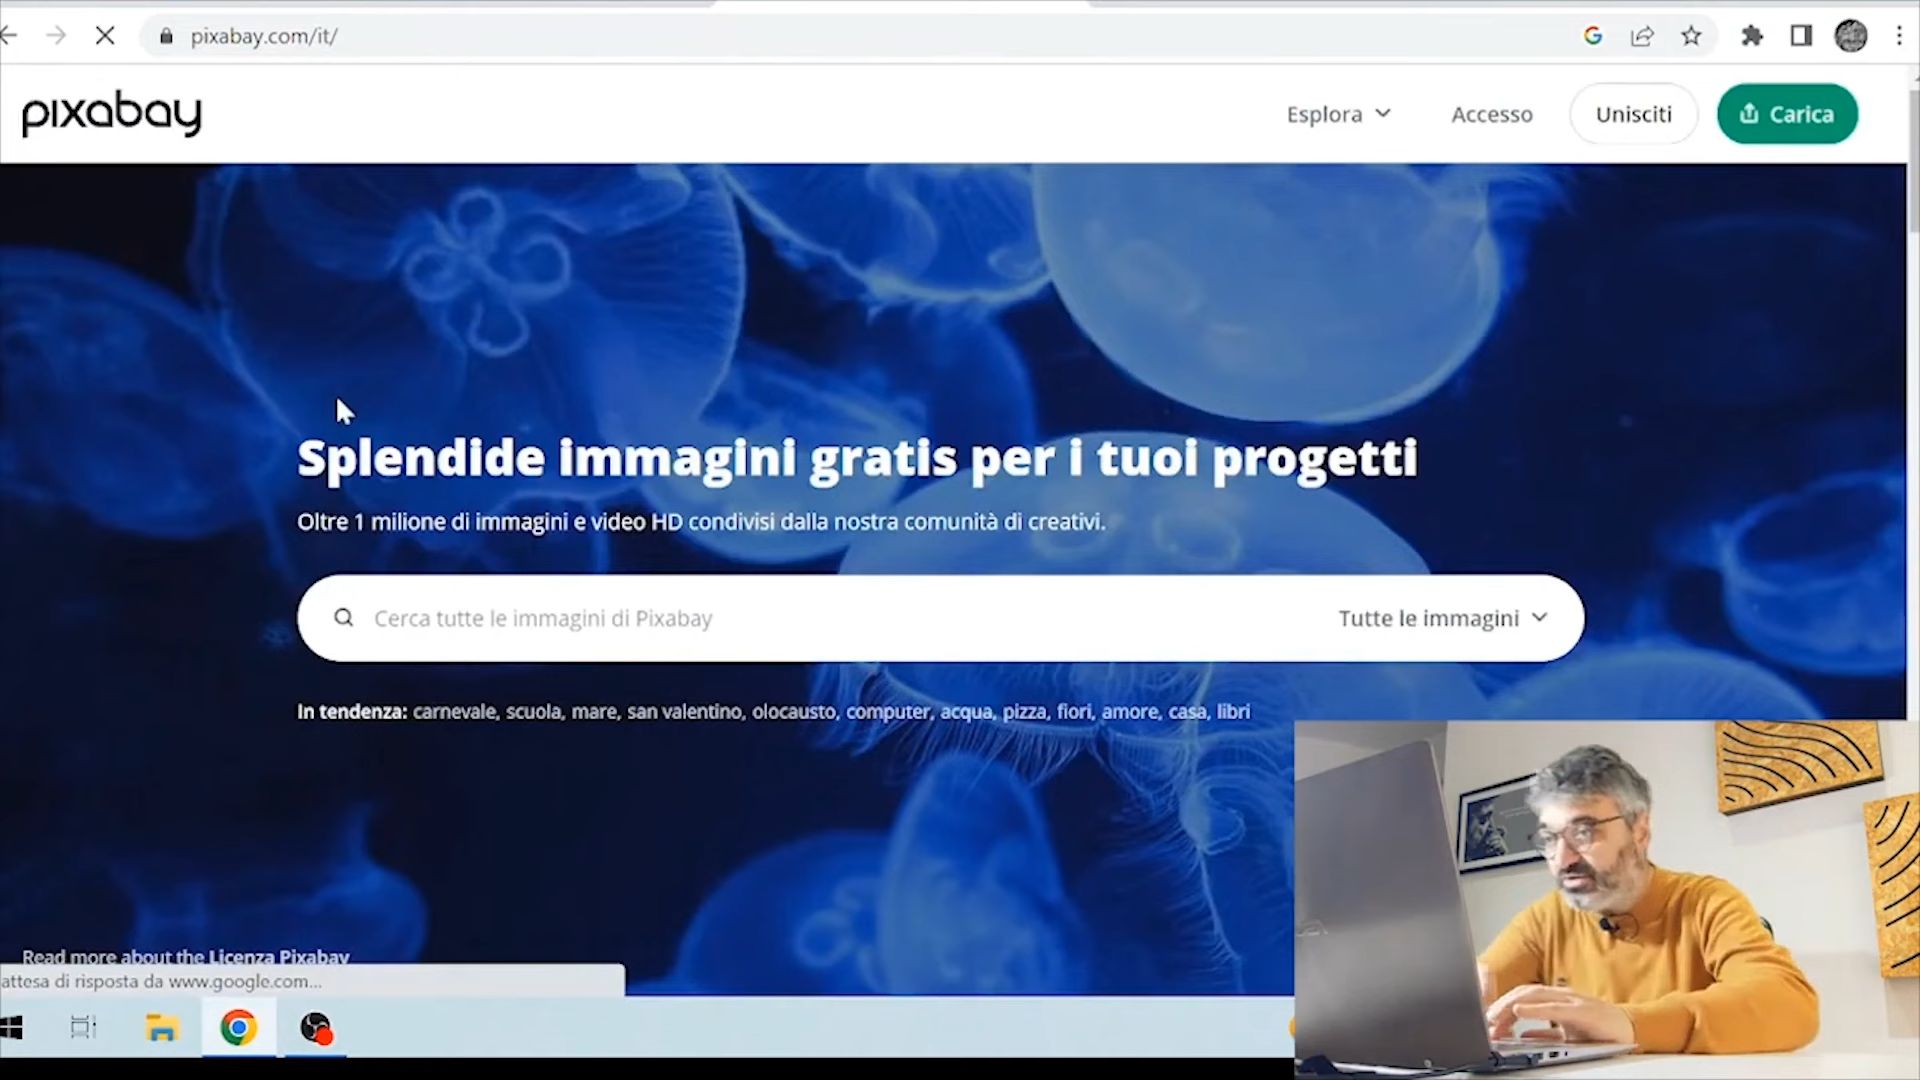 pixabay.com/it/
pixabay
Esplora
Accesso
Unisciti
Carica
Splendide immagini gratis per i tuoi progetti
Oltre 1 milione di immagini e video HD condivisi dalla nostra comunità di creativi.
Cerca tutte le immagini di Pixabay
Tutte le immagini
In tendenza: carnevale, scuola, mare, san valentino, olocausto, computer, acqua, pizza, fiori, amore, casa, libri
Read more about the Licenza Pixabay
attesa di risposta da www.google.com...